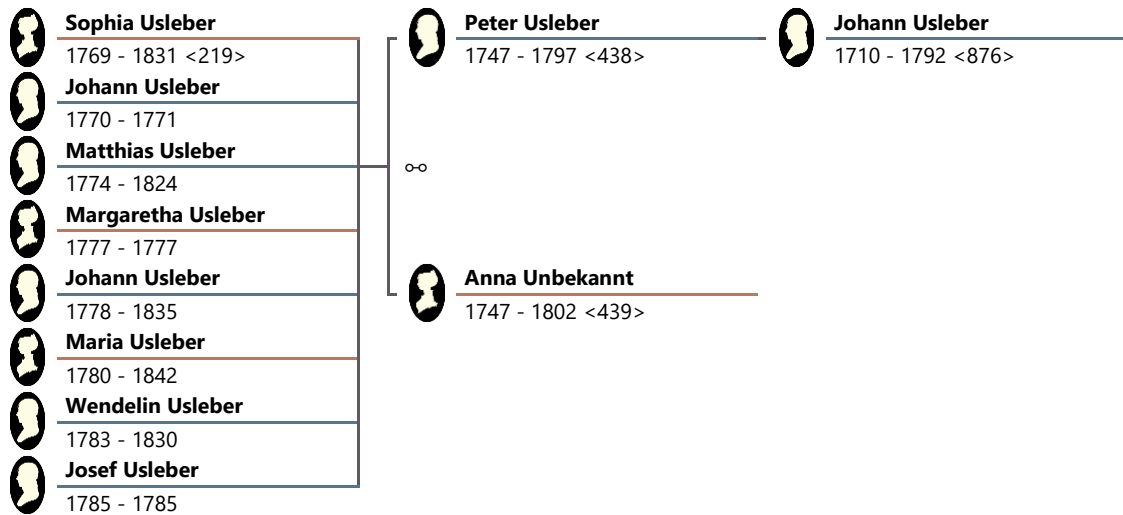 Sophia Usleber
1769 - 1831 <219>
Johann Usleber
1770 - 1771
Matthias Usleber
1774 - 1824
Margaretha Usleber
1777 - 1777
Johann Usleber
1778 - 1835
Maria Usleber
1780 - 1842
Wendelin Usleber
1783 - 1830
Josef Usleber
1785 - 1785
Peter Usleber
1747 - 1797 <438>
Anna Unbekannt
1747 - 1802 <439>
Johann Usleber
1710 - 1792 <876>